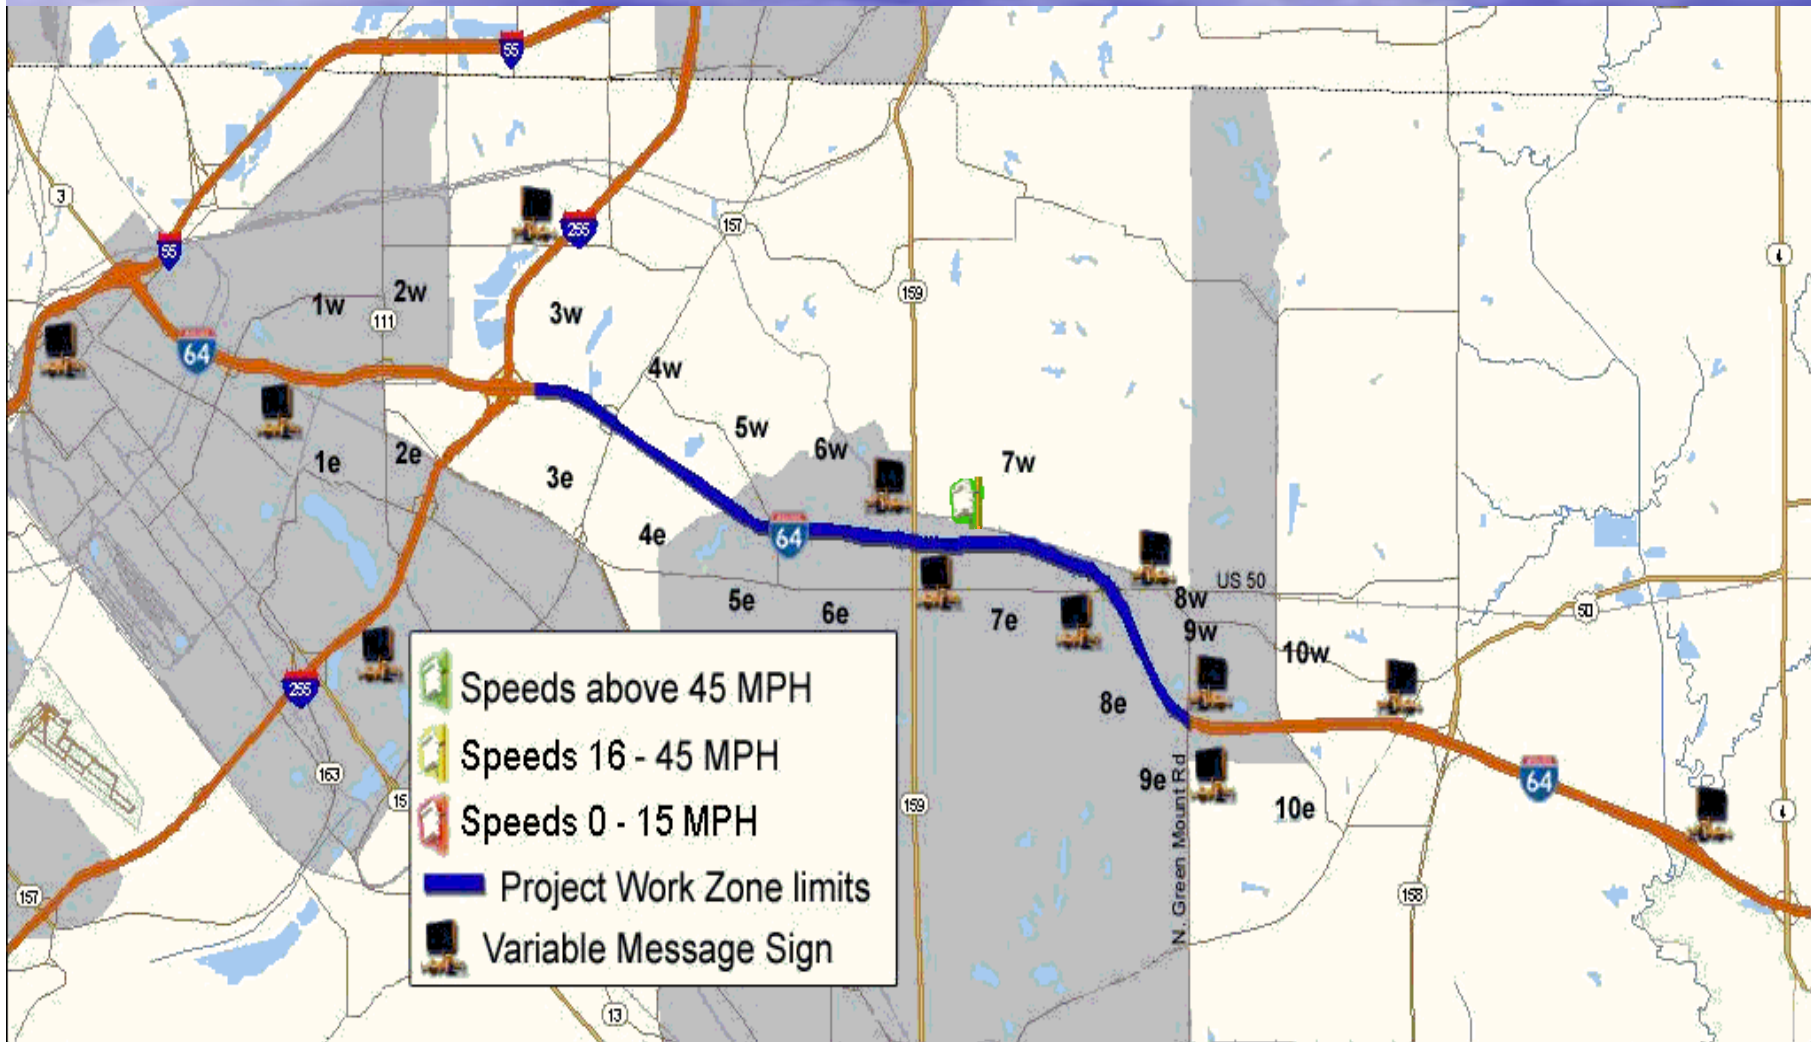 55
3
55
255
157
1w
2w
159
4
3w
111
64
4w
5w
6w
7w
2e
1e
3e
4e
64
US 50
8w
50
5e
6e
7e
9w
10w
255
8e
Speeds above 45 MPH
Speeds 16 - 45 MPH
Speeds 0 - 15 MPH
Project Work Zone limits
Variable Message Sign
163
15
159
9e
10e
64
4
N. Green Mount Rd
157
158
13